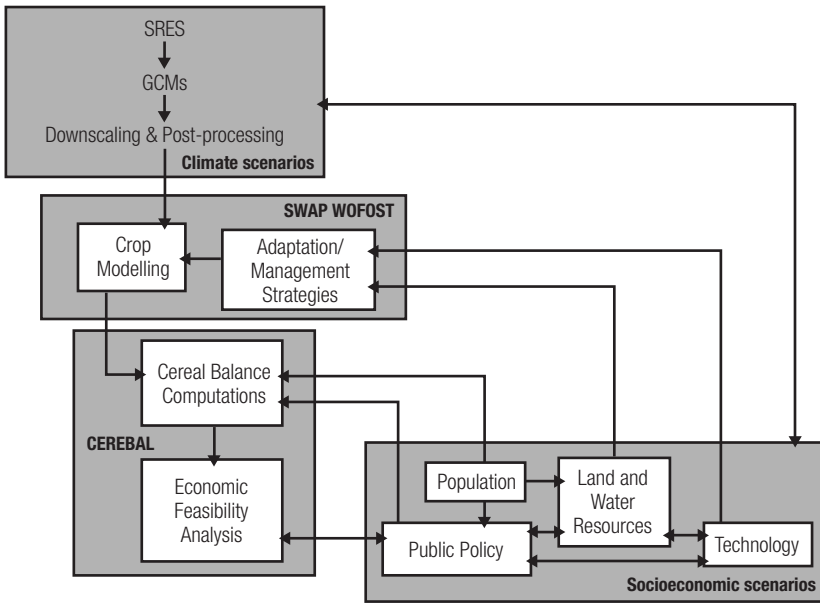 SRES
GCMs
Downscaling & Post-processing
Climate scenarios
SWAP WOFOST
Crop
Modelling
Adaptation/
Management
Strategies
Cereal Balance
Computations
CEREBAL
Economic
Feasibility
Analysis
Population
Land and
Water
Resources
Public Policy
Technology
Socioeconomic scenarios